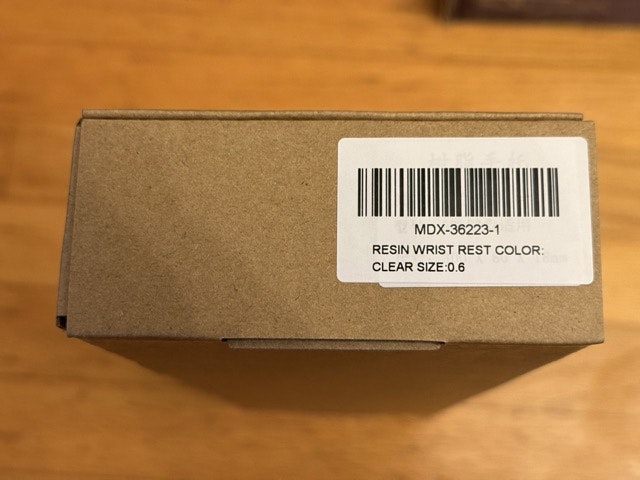 MDX-36223-1
RESIN WRIST REST COLOR:
CLEAR SIZE:0.6